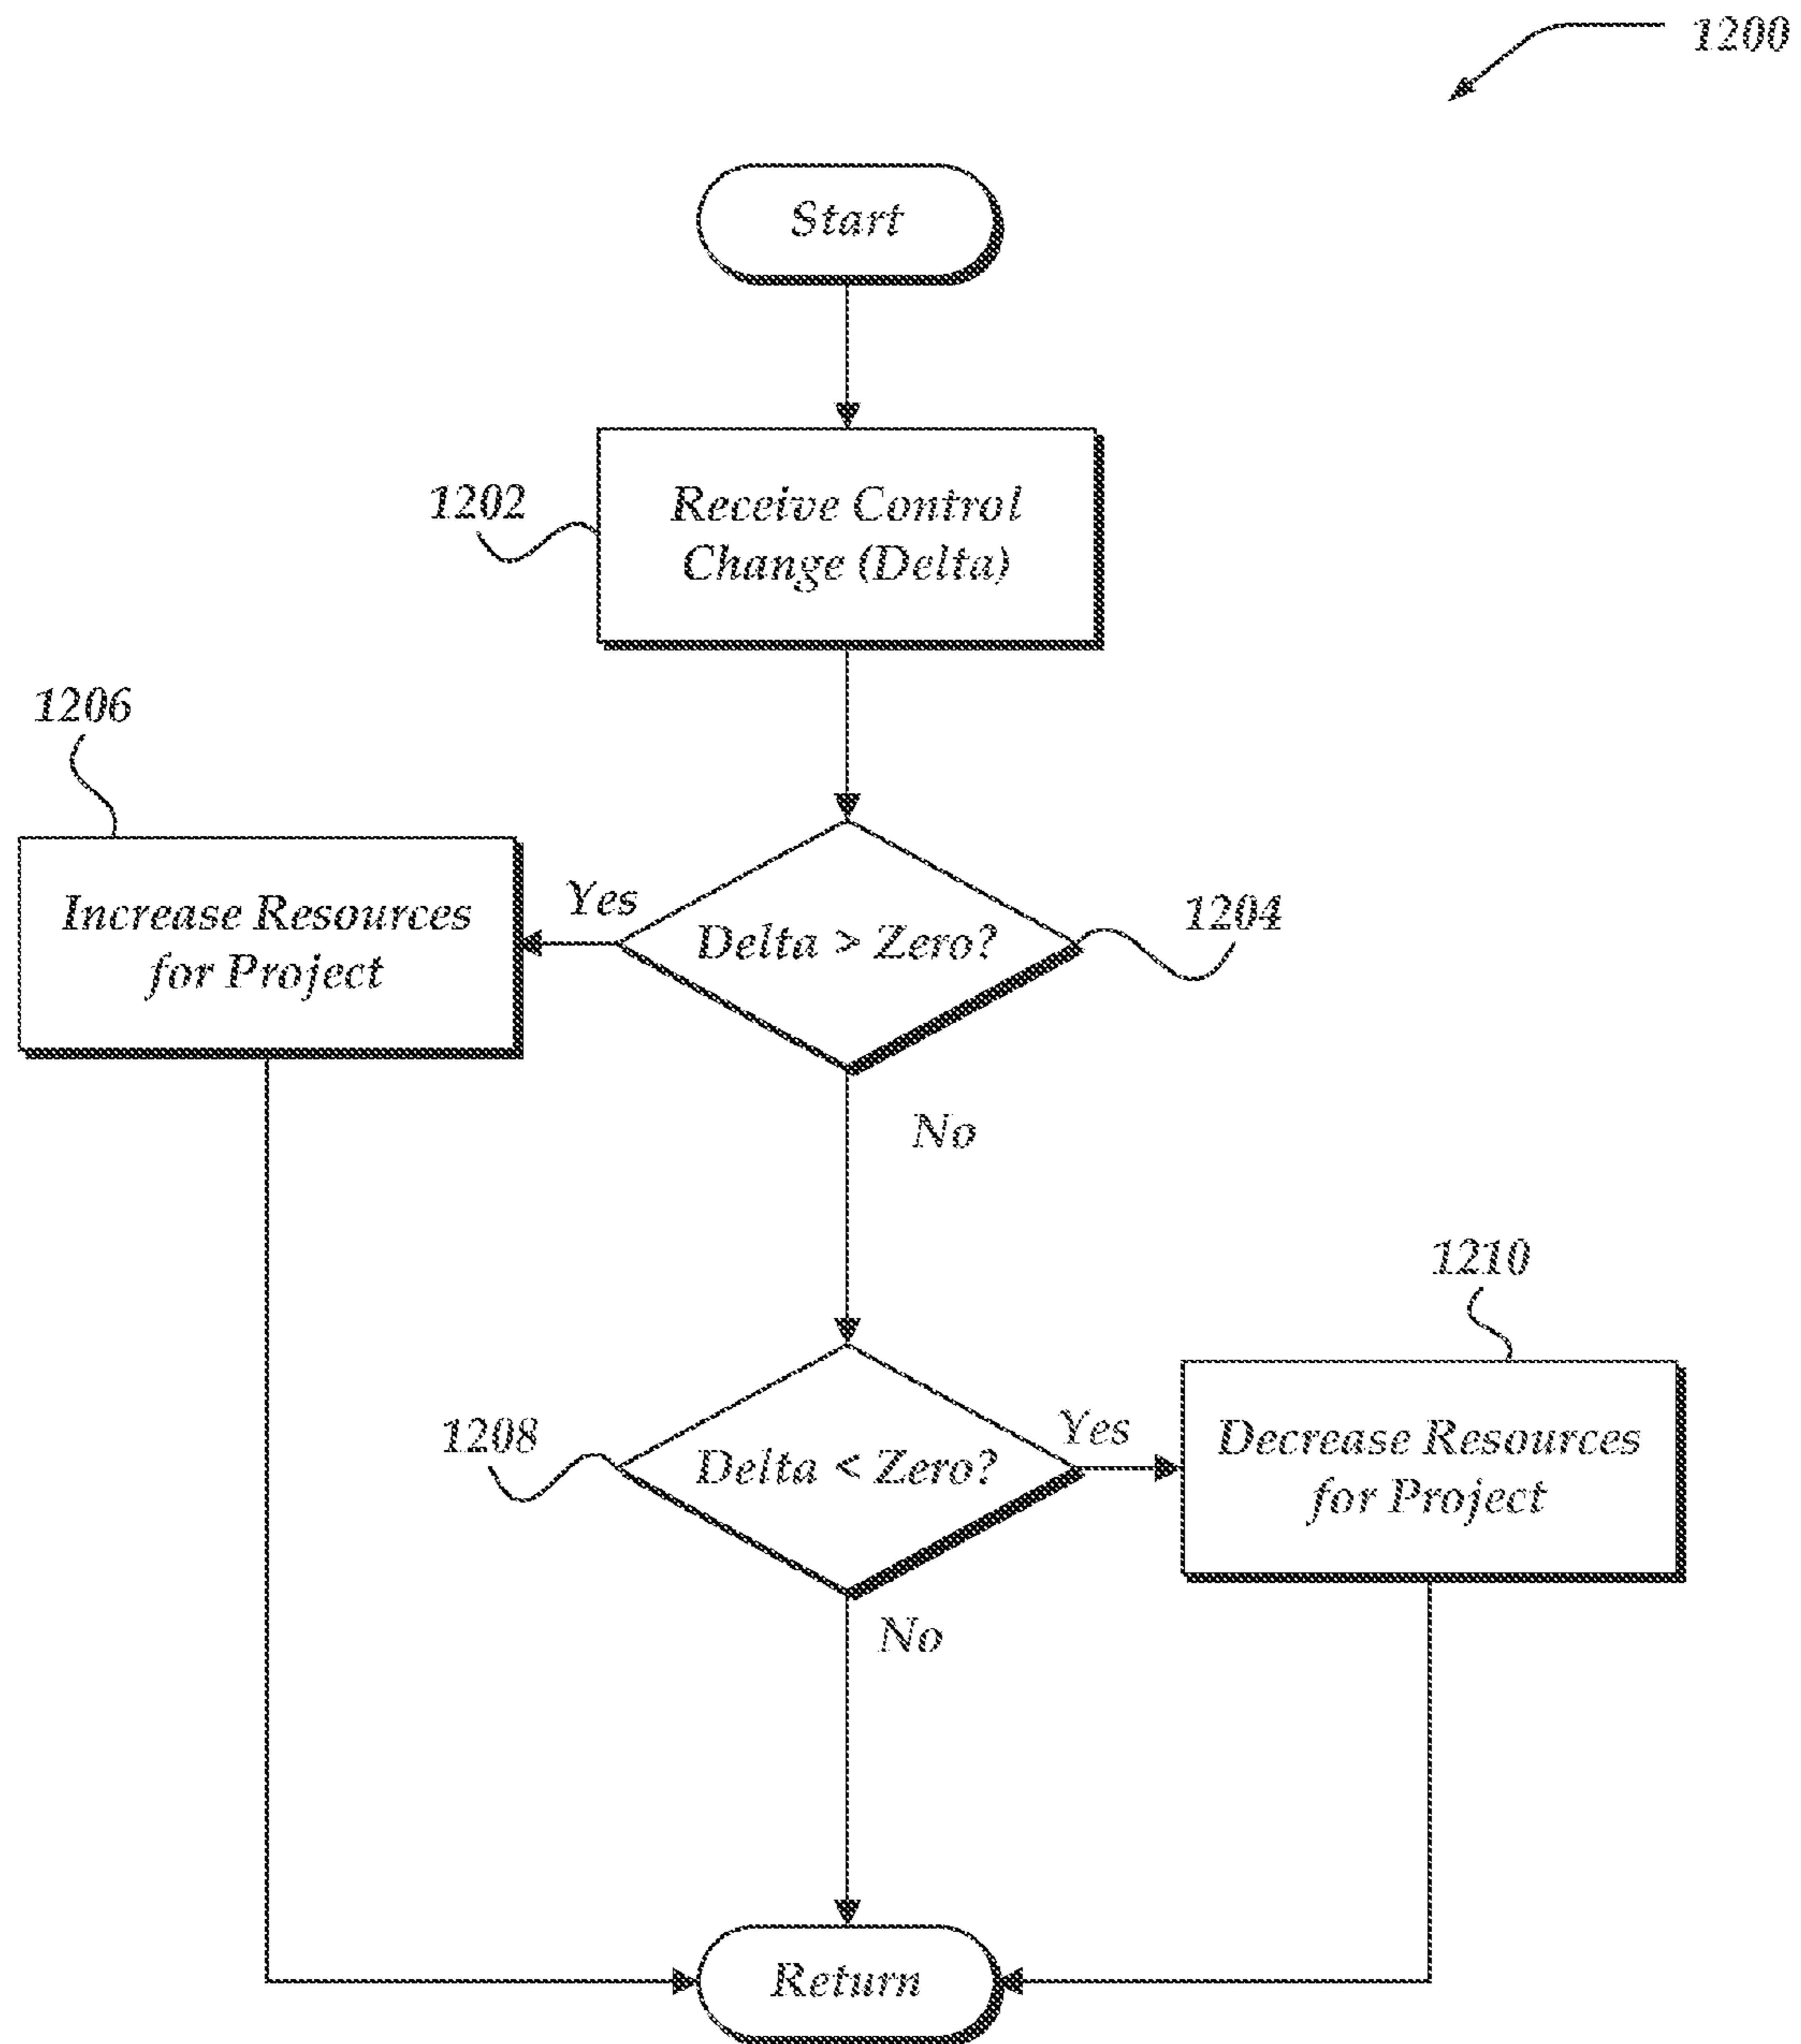 1200
Start
1202
Receive Control
Change (Delta)
1206
Increase Resources
for Project
Yes
Delta > Zero?
1204
No
1210
1208
Delta < Zero?
Yes
Decrease Resources
for Project
No
Return